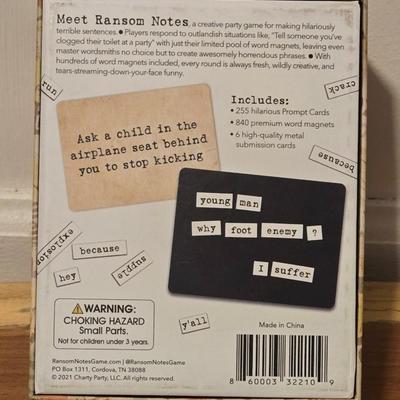 Meet Ransom Notes, a creative party game for making hilariously
terrible sentences. • Players respond to outlandish situations like, "Tell someone you've
clogged their toilet at a party" with just their limited pool of word magnets, leaving even
master wordsmiths no choice but to create awesomely horrendous phrases. • With
hundreds of word magnets included, every round is always fresh, wildly creative, and
tears-streaming-down-your-face funny.
run
crack
Ask a child in the
airplane seat behind
you to stop kicking
Includes:
• 255 hilarious Prompt Cards
• 840 premium word magnets
• 6 high-quality metal
submission cards
because
young man
why foot enemy ?
I suffer
explosion
because
hey
supple
y'all
WARNING:
CHOKING HAZARD
Small Parts.
Not for children under 3 years.
RansomNotesGame.com | @RansomNotesGame
PO Box 1311, Cordova, TN 38088
© 2021 Charty Party, LLC. All rights reserved.
Made in China
8 60003 32210 9